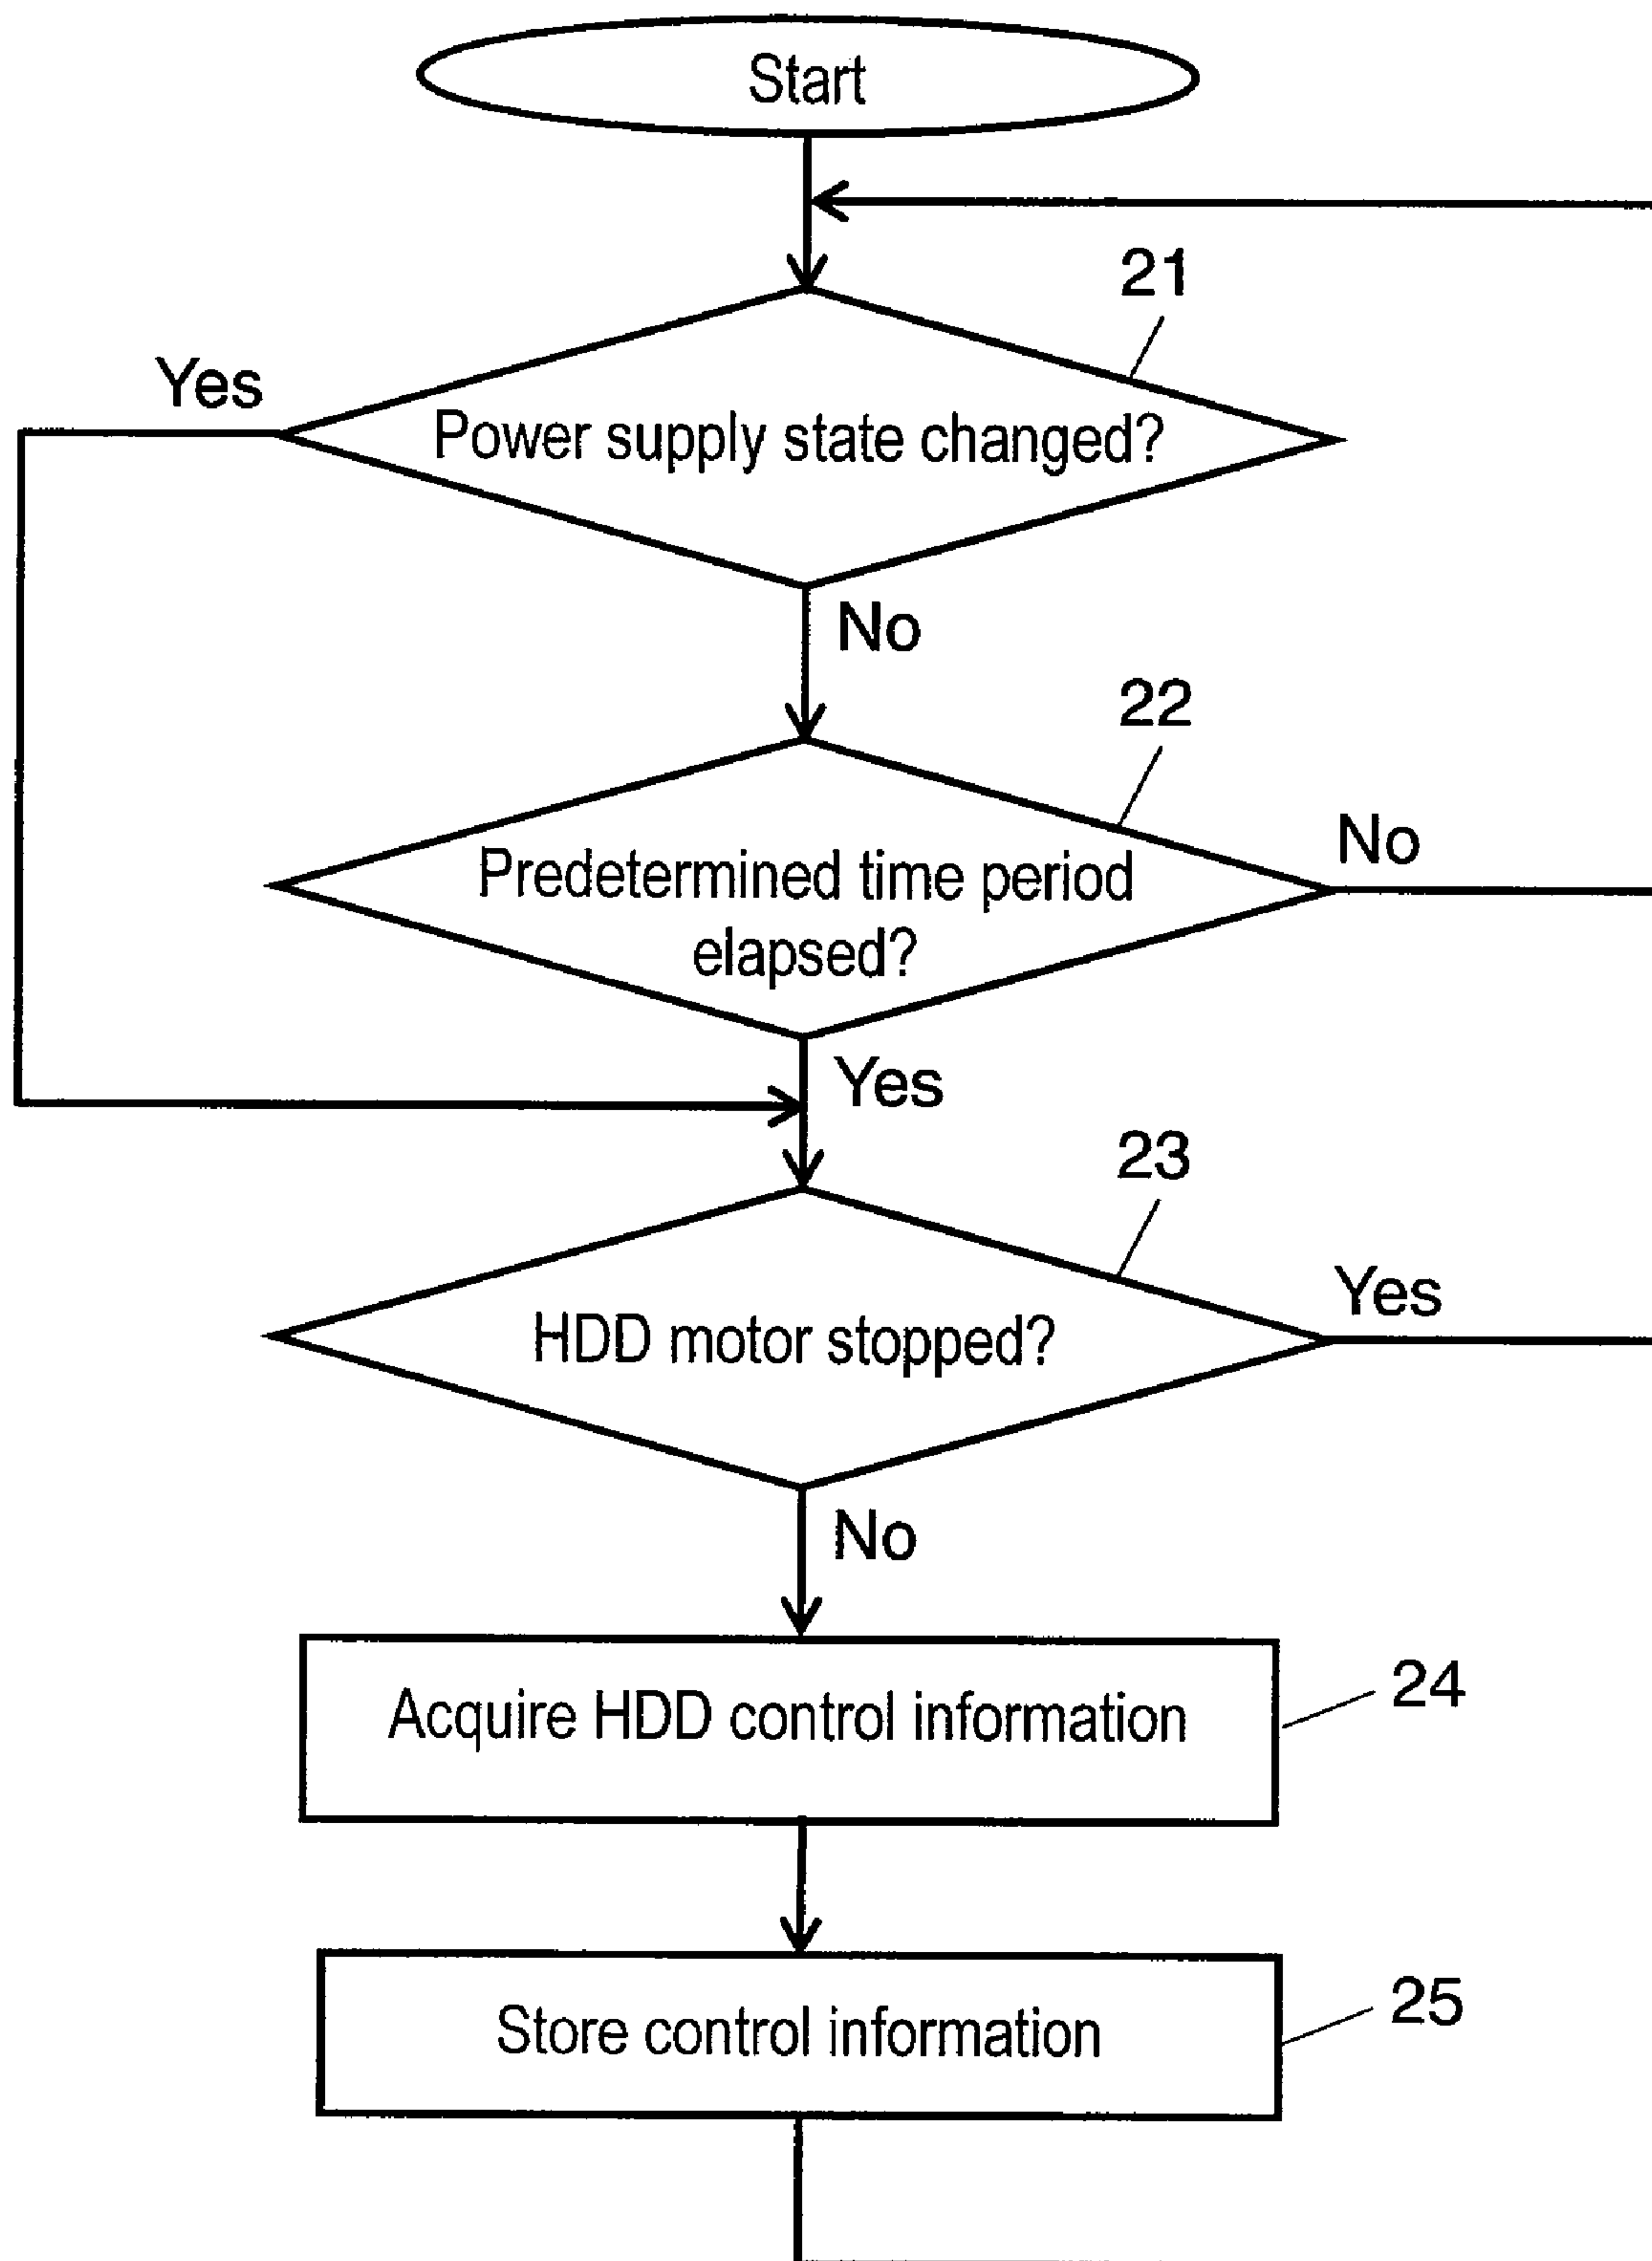 Start
21
Yes
Power supply state changed?
No
22
No
Predetermined time period
elapsed?
Yes
23
Yes
HDD motor stopped?
No
24
Acquire HDD control information
25
Store control information